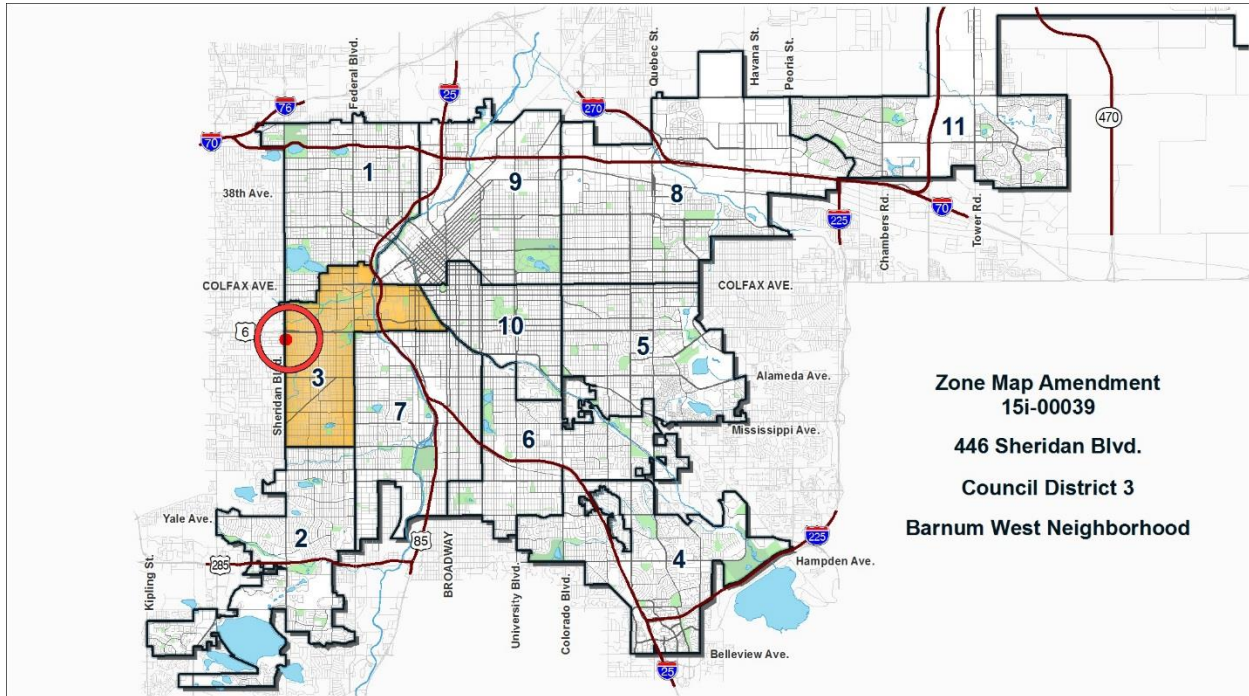 Federal Blvd.
Quebec St.
Havana St.
Peoria St.
76
25
270
70
470
11
1
9
8
38th Ave.
225
70
Chambers Rd.
Tower Rd.
COLFAX AVE.
COLFAX AVE.
6
10
5
3
Sheridan Blvd.
7
Alameda Ave.
Mississippi Ave.
6
Yale Ave.
2
85
4
225
285
Hampden Ave.
Kipling St.
BROADWAY
University Blvd.
Colorado Blvd.
Belleview Ave.
25
Zone Map Amendment
15i-00039
446 Sheridan Blvd.
Council District 3
Barnum West Neighborhood